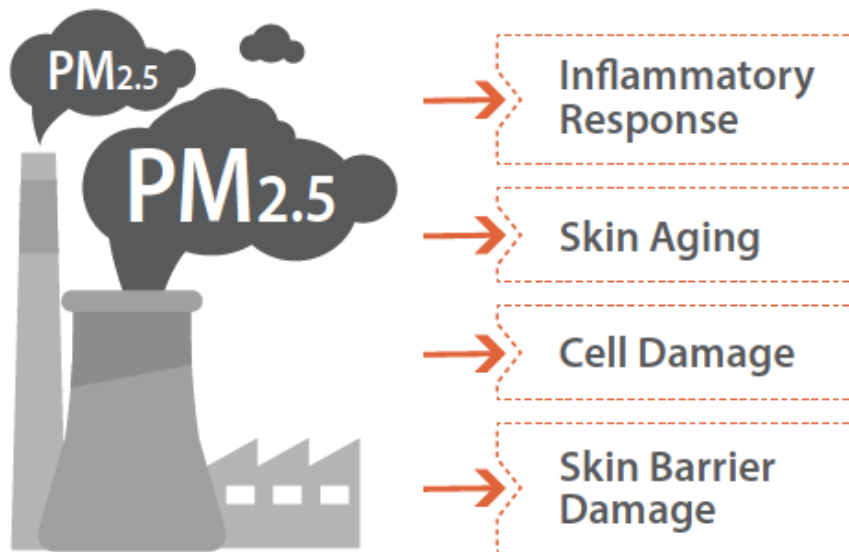 PM2.5
PM2.5
Inflammatory
Response
Skin Aging
Cell Damage
Skin Barrier
Damage